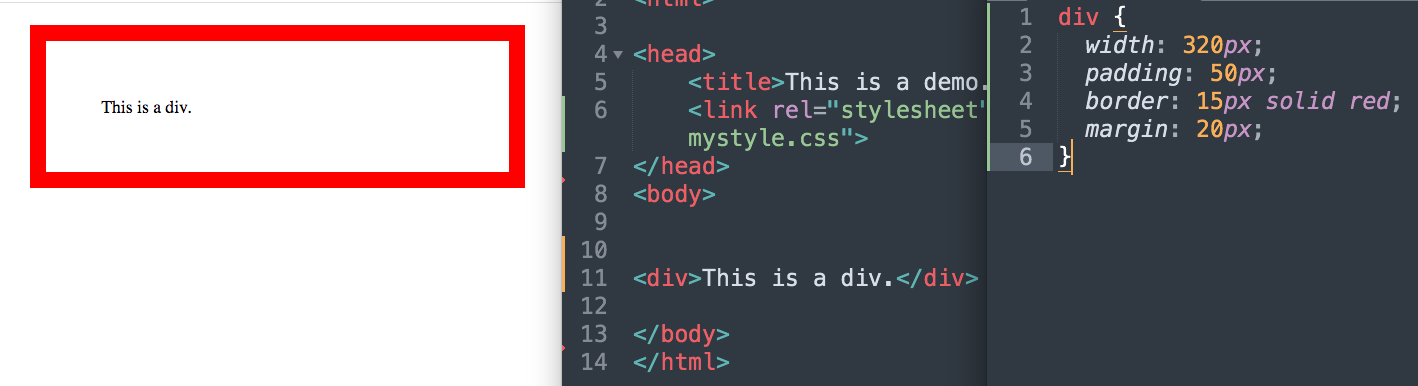 This is a div.
2 <html>
3
4 <head>
5 <title>This is a demo.
6 <link rel="stylesheet"
mystyle.css">
7 </head>
8 <body>
9
10
11 <div>This is a div.</div>
12
13 </body>
14 </html>
1 div {
2 width: 320px;
3 padding: 50px;
4 border: 15px solid red;
5 margin: 20px;
6 }